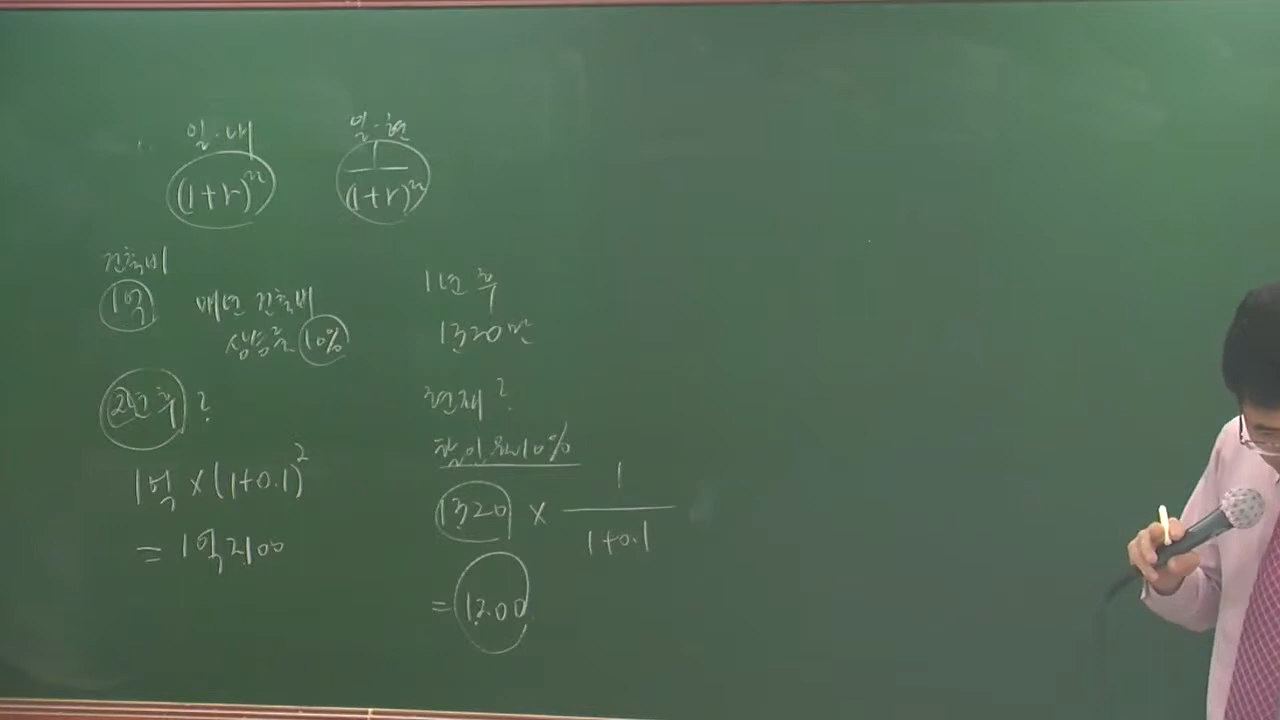 일·내
(1+r)ⁿ
일·현
1
(1+r)ⁿ
건축비
1억
매년 건축비
상승률 10%
2년 후 ?
1억 × (1+0.1)²
= 1억2100
1년 후
1320만
현재 ?
할인율10%
1320 × 1
1+0.1
= 1200